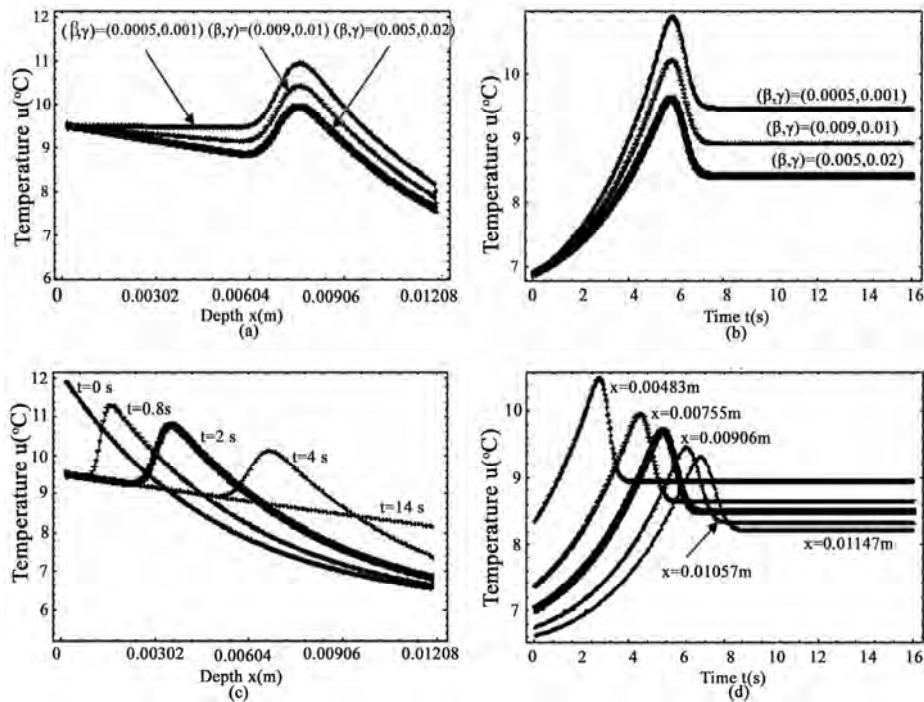 12
11
10
9
8
7
6
Temperature u(°C)
(β,γ)=(0.0005,0.001) (β,γ)=(0.009,0.01) (β,γ)=(0.005,0.02)
0 0.00302 0.00604 0.00906 0.01208
Depth x(m)
(a)
10
9
8
7
Temperature u(°C)
(β,γ)=(0.0005,0.001)
(β,γ)=(0.009,0.01)
(β,γ)=(0.005,0.02)
0 2 4 6 8 10 12 14 16
Time t(s)
(b)
12
11
10
9
8
7
6
Temperature u(°C)
t=0 s
t=0.8s
t=2 s
t=4 s
t=14 s
0 0.00302 0.00604 0.00906 0.01208
Depth x(m)
(c)
10
9
8
7
Temperature u(°C)
x=0.00483m
x=0.00755m
x=0.00906m
x=0.01147m
x=0.01057m
0 2 4 6 8 10 12 14 16
Time t(s)
(d)